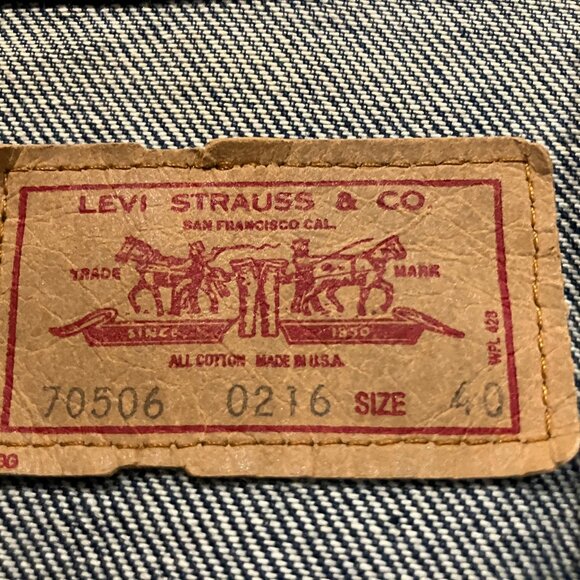 LEVI STRAUSS & CO
SAN FRANCISCO CAL.
TRADE MARK
SINCE 1850
ALL COTTON MADE IN U.S.A.
WPL 423
70506 0216 SIZE 40